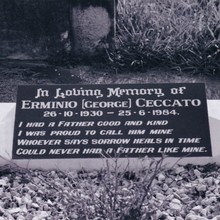 In Loving Memory of
Erminio [George] Ceccato
26-10-1930 - 25-6-1984.
I had a Father good and kind
I was proud to call him mine
Whoever says sorrow heals in time
Could never had a Father like mine.